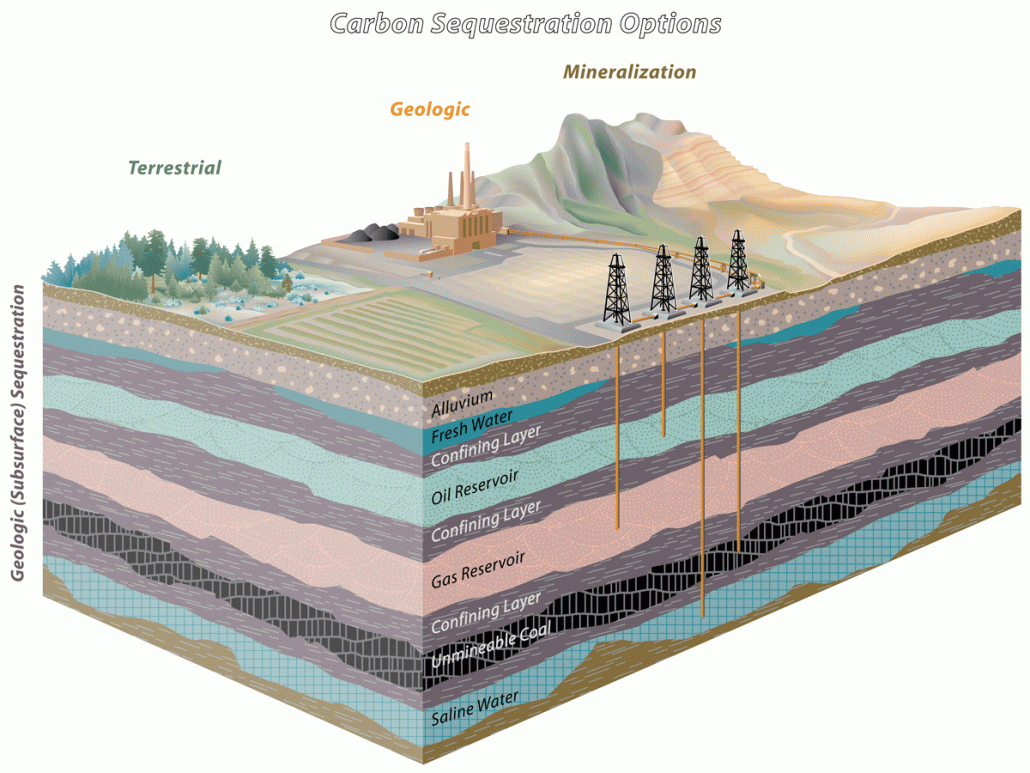 Carbon Sequestration Options
Mineralization
Geologic
Terrestrial
Geologic (Subsurface) Sequestration
Alluvium
Fresh Water
Confining Layer
Oil Reservoir
Confining Layer
Gas Reservoir
Confining Layer
Unmineable Coal
Saline Water